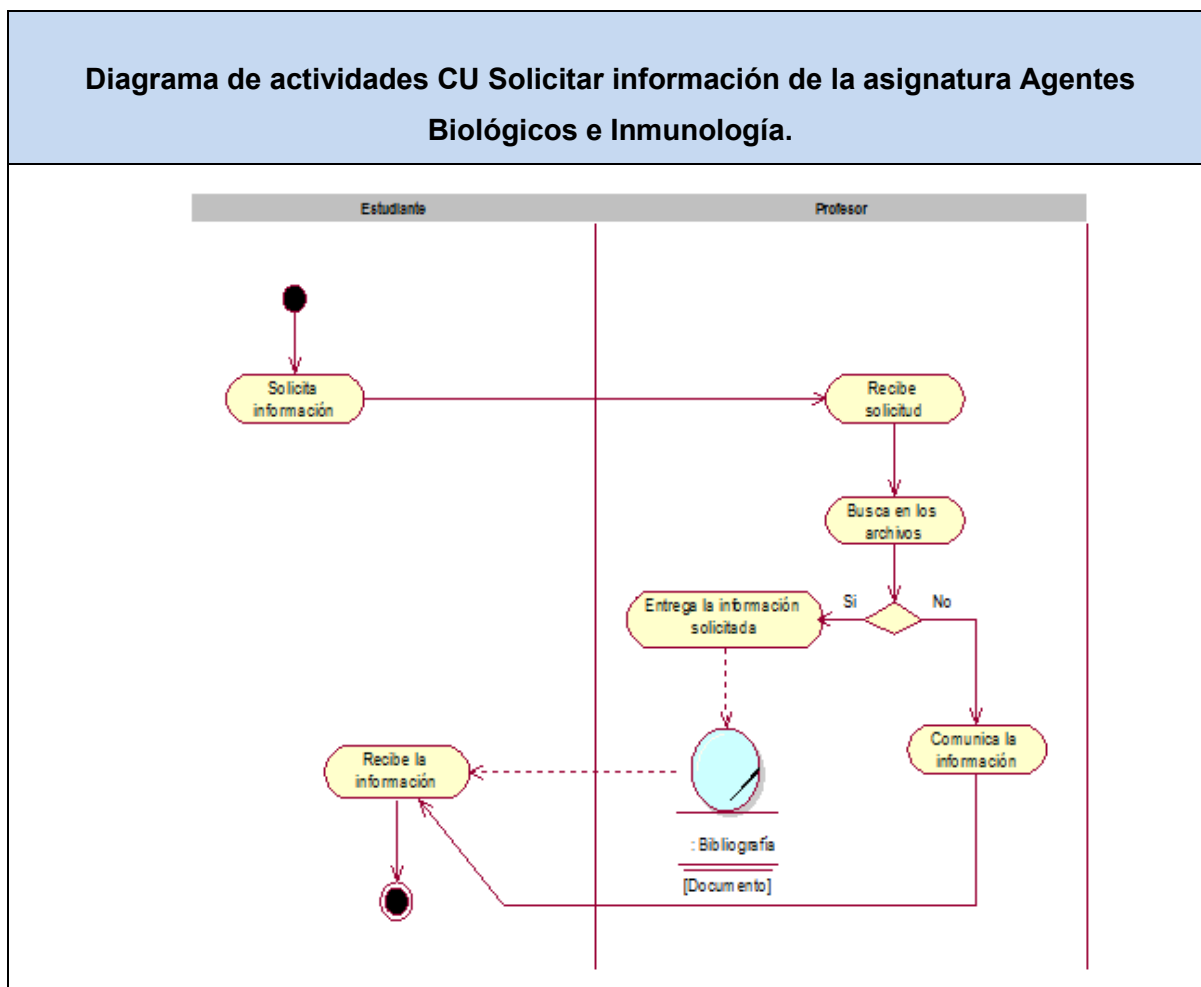 Diagrama de actividades CU Solicitar información de la asignatura Agentes
Biológicos e Inmunología.
Estudiante
Profesor
Solicita
información
Recibe
solicitud
Busca en los
archivos
Entrega la información
solicitada
Si
No
Recibe la
información
Comunica la
información
: Bibliografía
[Documento]